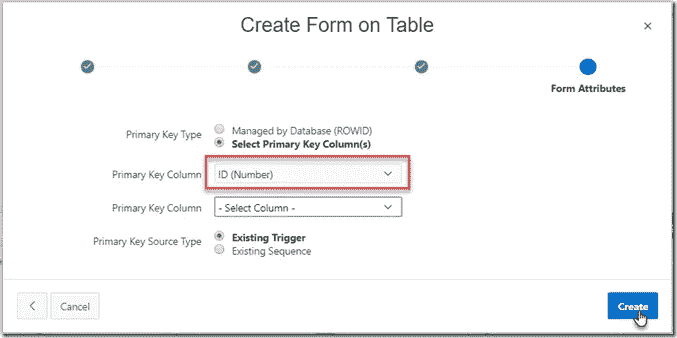 Create Form on Table
Form Attributes
Primary Key Type
Managed by Database (ROWID)
Select Primary Key Column(s)
Primary Key Column
ID (Number)
Primary Key Column
- Select Column -
Primary Key Source Type
Existing Trigger
Existing Sequence
Cancel
Create